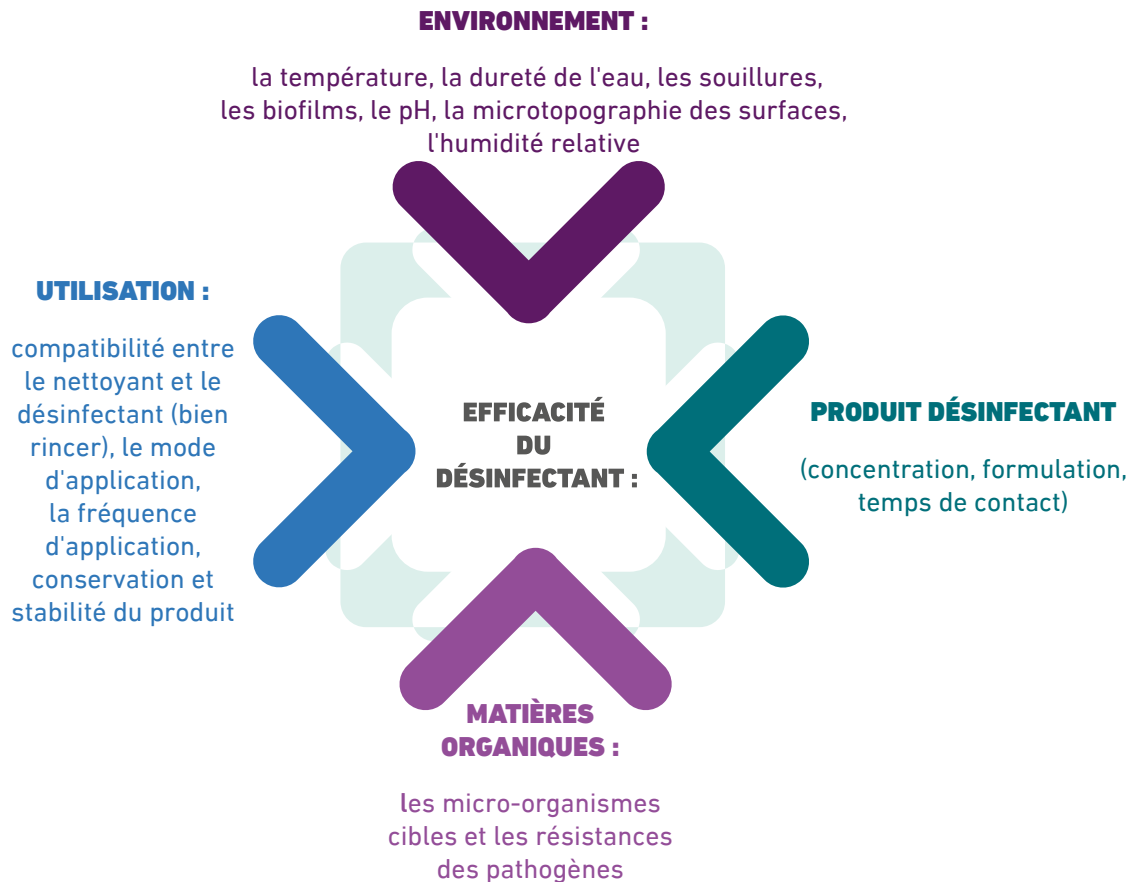 ENVIRONNEMENT :
la température, la dureté de l'eau, les souillures,
les biofilms, le pH, la microtopographie des surfaces,
l'humidité relative
UTILISATION :
compatibilité entre
le nettoyant et le
désinfectant (bien
rincer), le mode
d'application,
la fréquence
d'application,
conservation et
stabilité du produit
EFFICACITÉ
DU
DÉSINFECTANT :
PRODUIT DÉSINFECTANT
(concentration, formulation,
temps de contact)
MATIÈRES
ORGANIQUES :
les micro-organismes
cibles et les résistances
des pathogènes